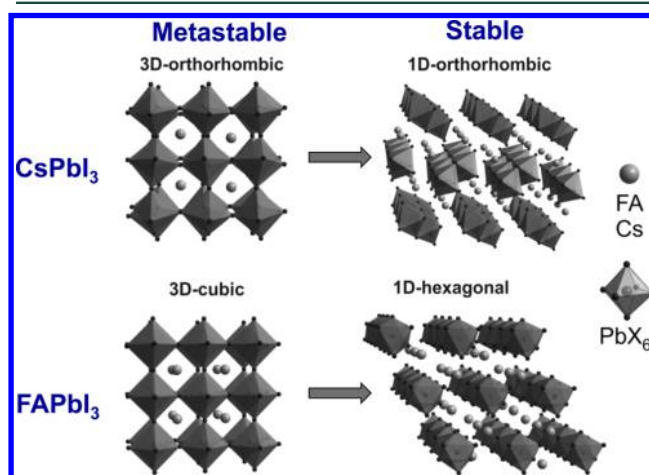 Metastable Stable
3D-orthorhombic 1D-orthorhombic
CsPbI₃
FA
Cs
3D-cubic 1D-hexagonal
PbX₆
FAPbI₃